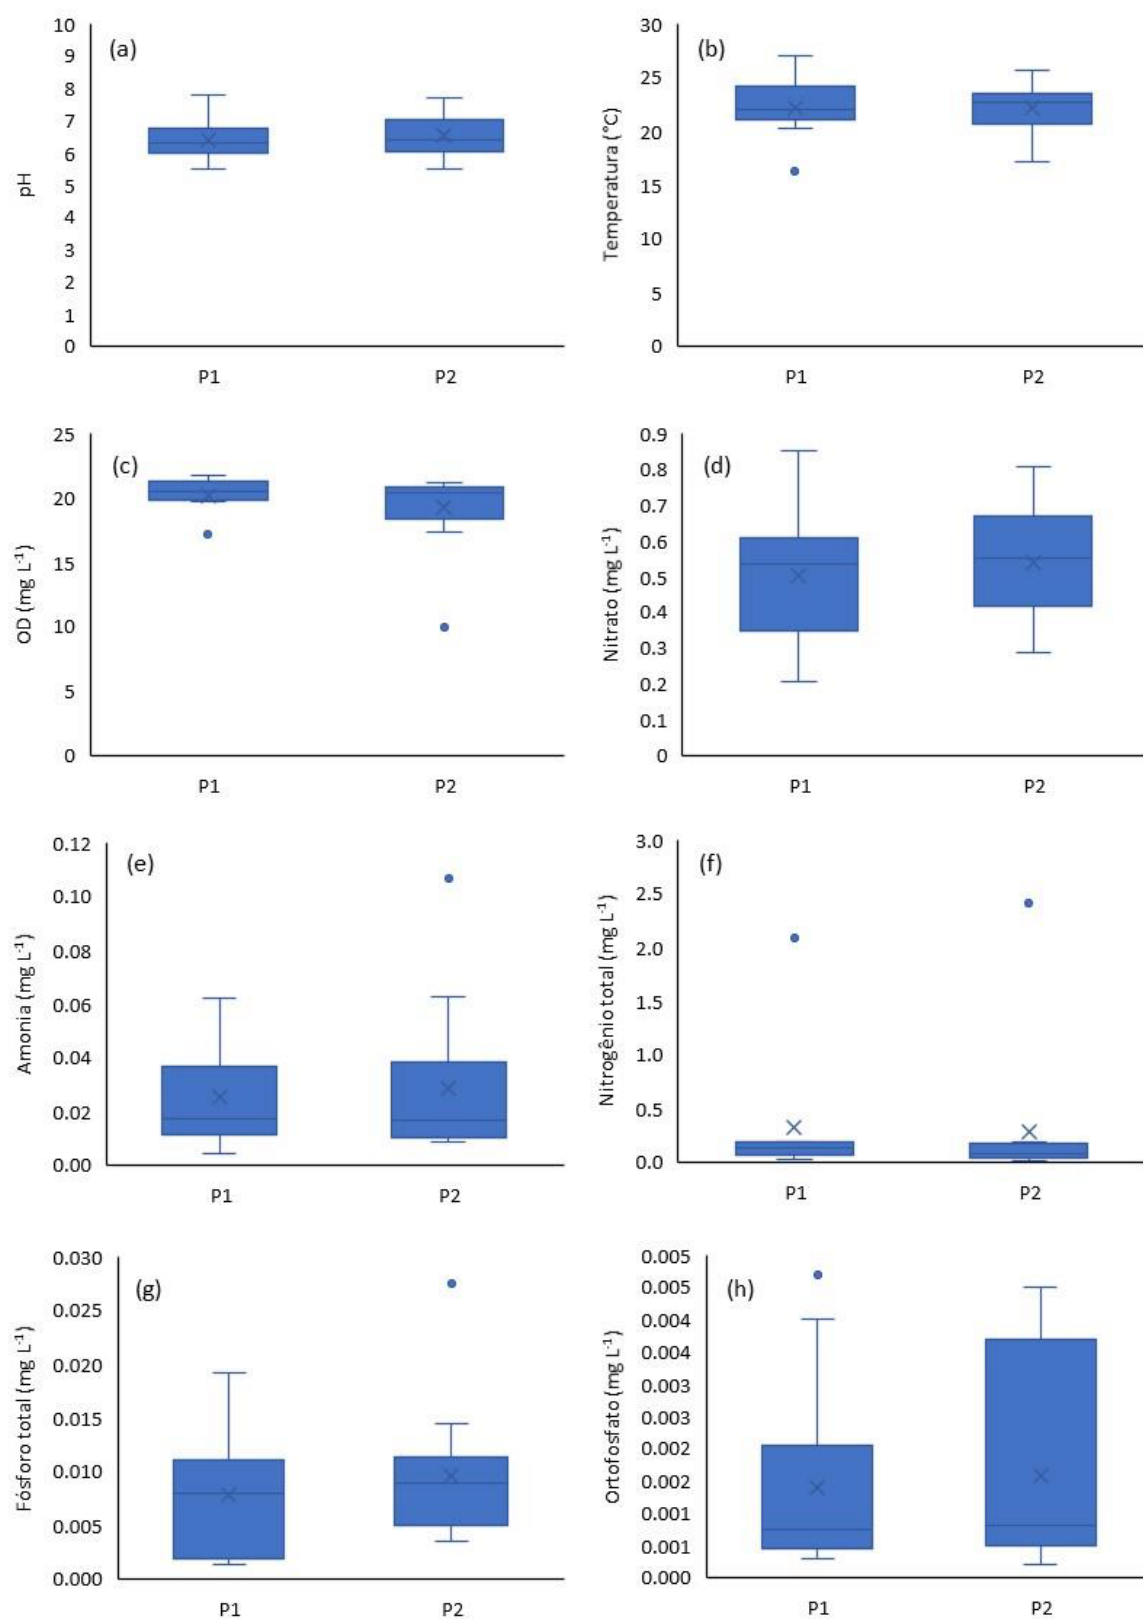 (a)
pH
10
9
8
7
6
5
4
3
2
1
0
P1 P2
(b)
Temperatura (°C)
30
25
20
15
10
5
0
P1 P2
(c)
OD (mg L-1)
25
20
15
10
5
0
P1 P2
(d)
Nitrato (mg L-1)
0.9
0.8
0.7
0.6
0.5
0.4
0.3
0.2
0.1
0
P1 P2
(e)
Amonia (mg L-1)
0.12
0.10
0.08
0.06
0.04
0.02
0.00
P1 P2
(f)
Nitrogênio total (mg L-1)
3.0
2.5
2.0
1.5
1.0
0.5
0.0
P1 P2
(g)
Fósforo total (mg L-1)
0.030
0.025
0.020
0.015
0.010
0.005
0.000
P1 P2
(h)
Ortofosfato (mg L-1)
0.005
0.005
0.004
0.004
0.003
0.003
0.002
0.002
0.001
0.001
0.000
P1 P2